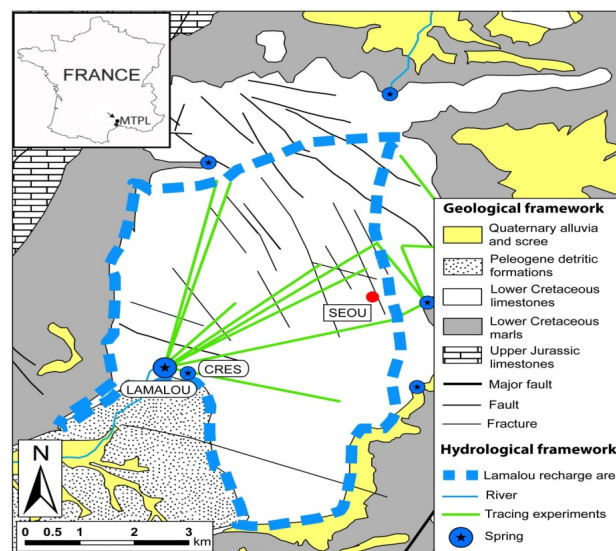 FRANCE
MTPL
SEOU
CRES
LAMALOU
N
0 0.5 1 2 3
km
Geological framework
Quaternary alluvia
and scree
Peleogene detritic
formations
Lower Cretaceous
limestones
Lower Cretaceous
marls
Upper Jurassic
limestones
Major fault
Fault
Fracture
Hydrological framework
Lamalou recharge are
River
Tracing experiments
Spring